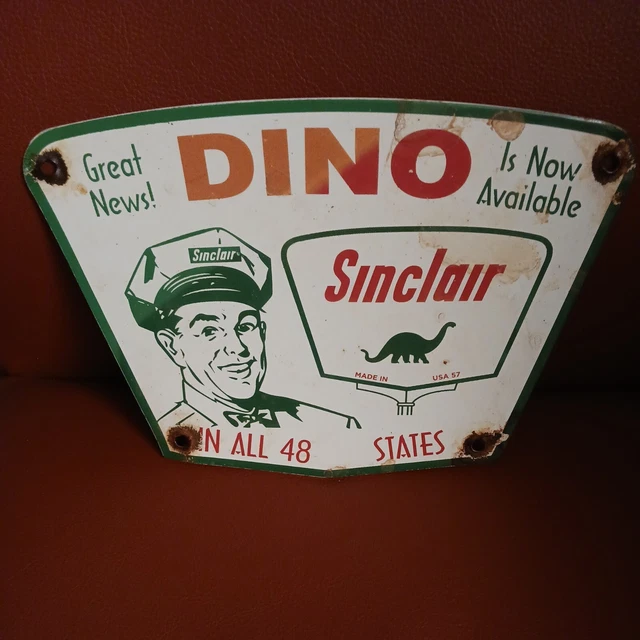 Great News!
DINO
Is Now Available
Sinclair
Sinclair
MADE IN USA 57
IN ALL 48 STATES